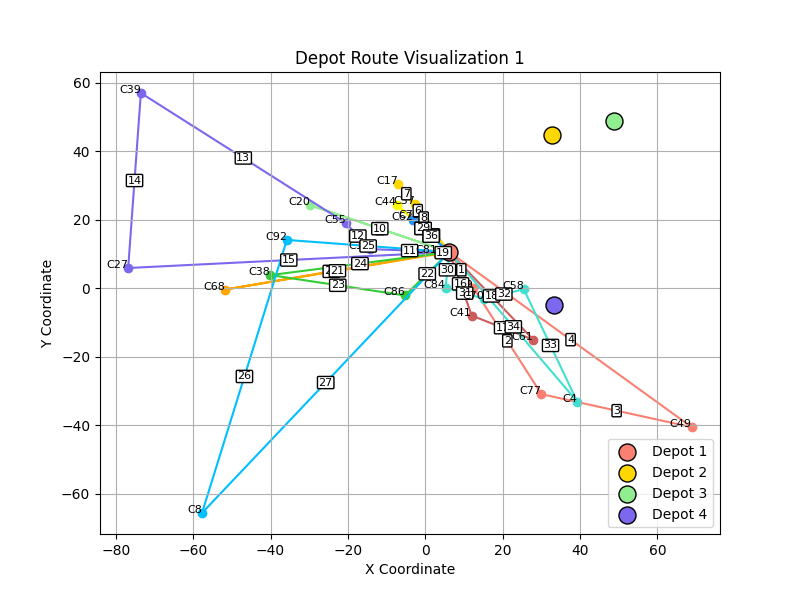 Depot Route Visualization 1
Y Coordinate
X Coordinate
60
40
20
0
−20
−40
−60
−80
−60
−40
−20
0
20
40
60
C39
C27
C55
C20
C17
C44
C92
C38
C68
C86
C8
C84
C41
C58
C61
C77
C4
C49
C81
14
13
12
25
10
7
6
8
29
36
11
19
15
24
21
23
22
30
26
27
16
18
32
34
2
33
4
3
Depot 1
Depot 2
Depot 3
Depot 4